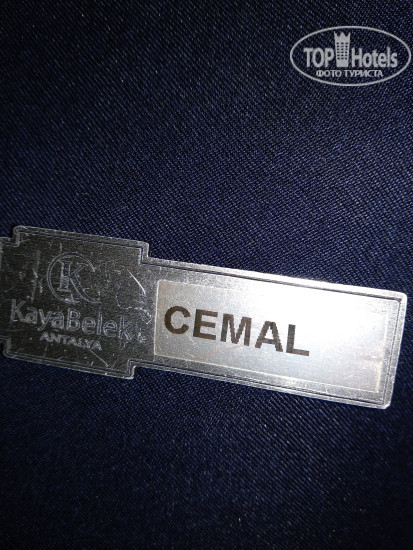 TOP Hotels
ФОТО ТУРИСТА
K
KayaBelek
ANTALYA
CEMAL